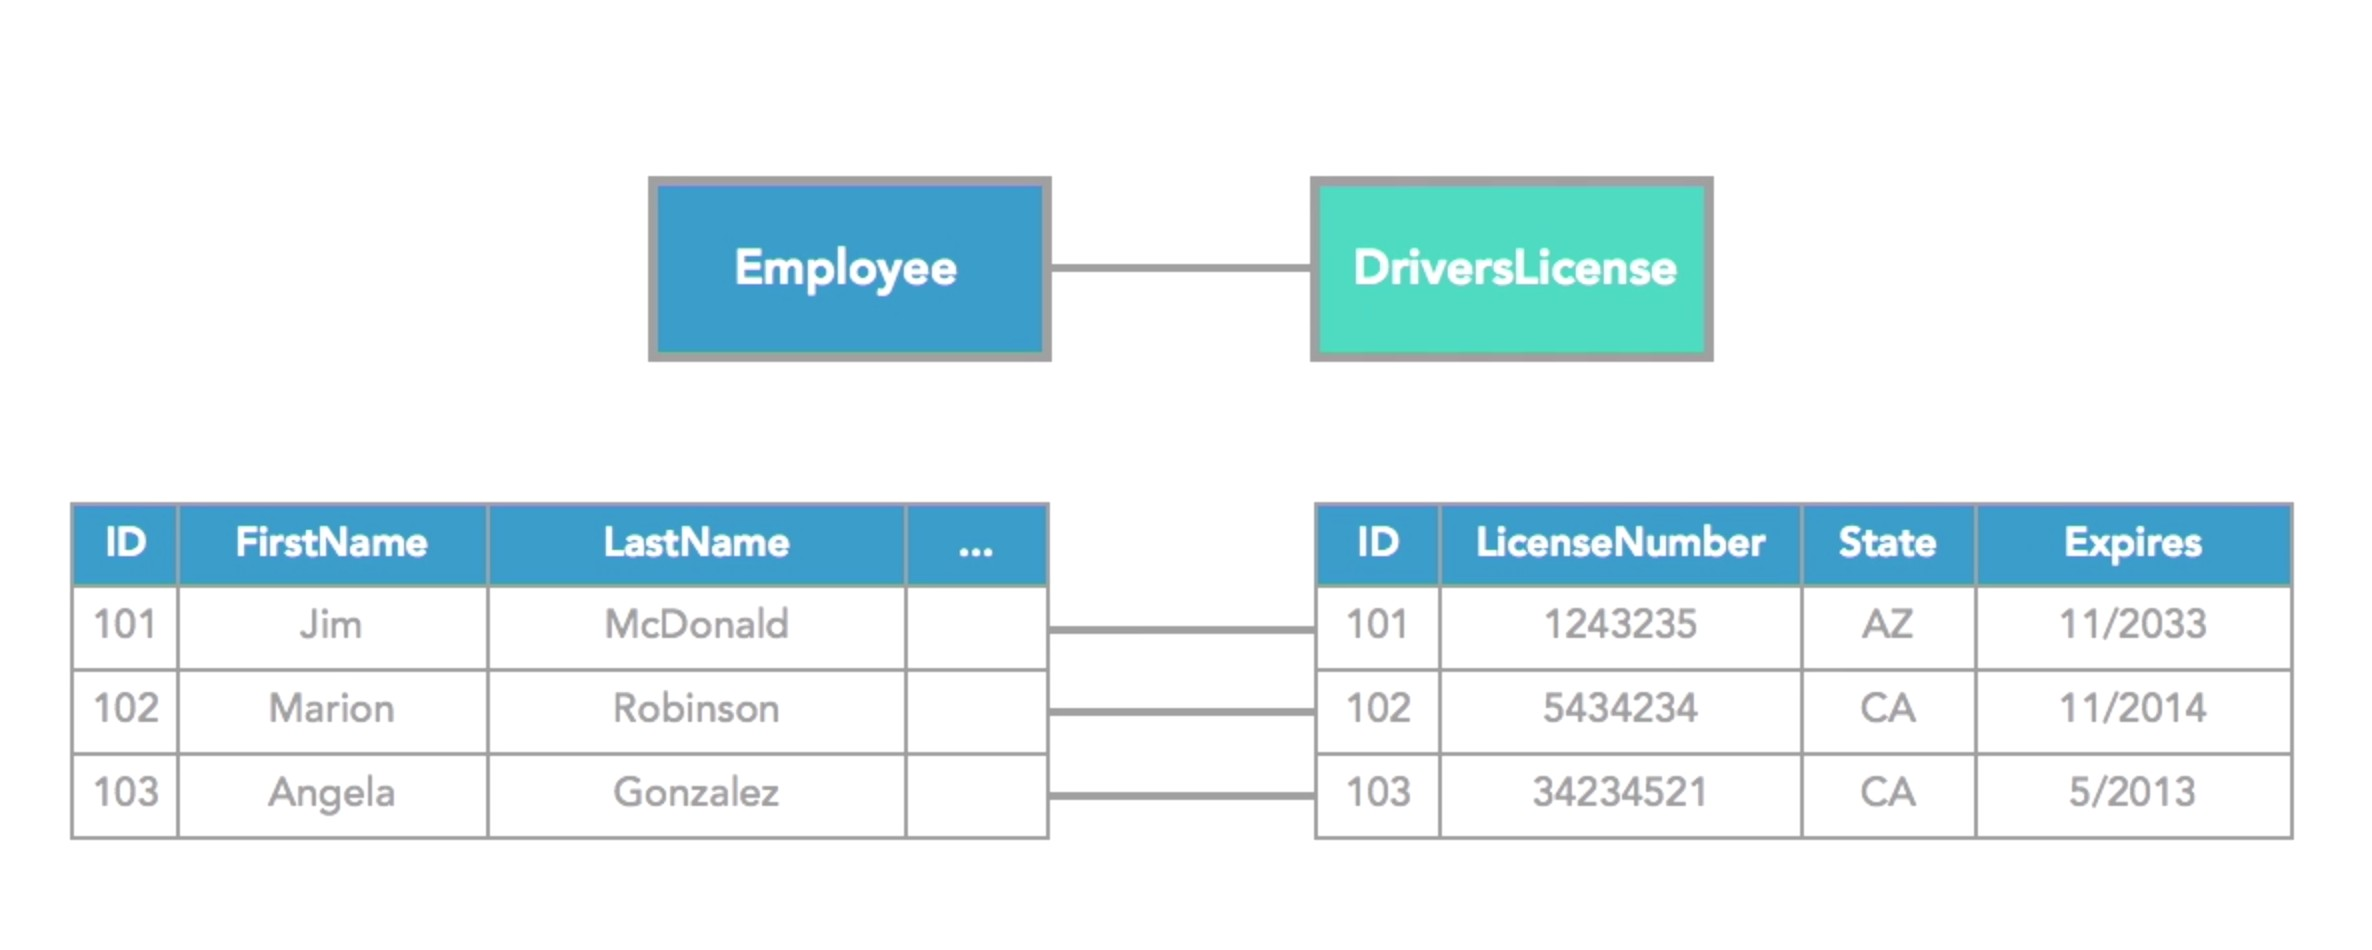 Employee DriversLicense
ID FirstName LastName ... ID LicenseNumber State Expires
101 Jim McDonald 101 1243235 AZ 11/2033
102 Marion Robinson 102 5434234 CA 11/2014
103 Angela Gonzalez 103 34234521 CA 5/2013